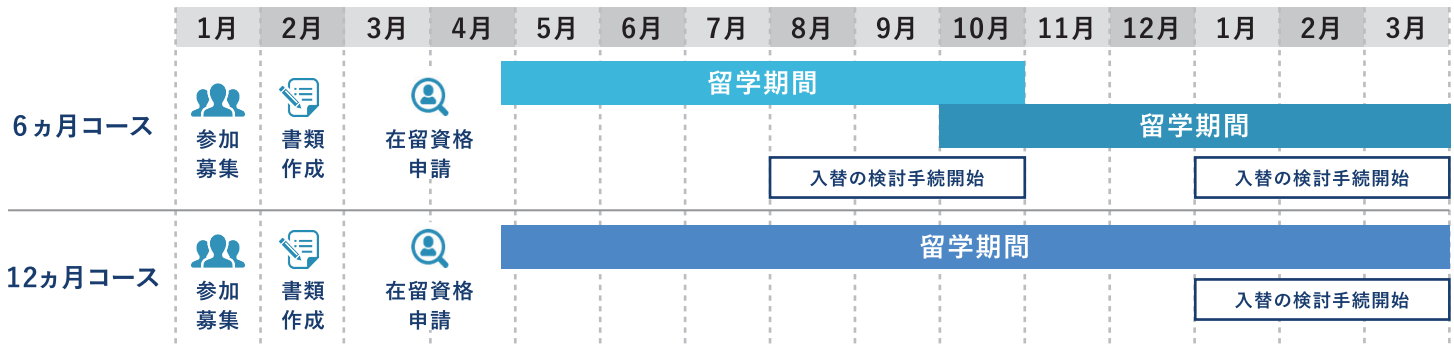 1月 2月 3月 4月 5月 6月 7月 8月 9月 10月 11月 12月 1月 2月 3月
6ヵ月コース
参加
募集
書類
作成
在留資格
申請
留学期間
留学期間
入替の検討手続開始
入替の検討手続開始
12ヵ月コース
参加
募集
書類
作成
在留資格
申請
留学期間
入替の検討手続開始